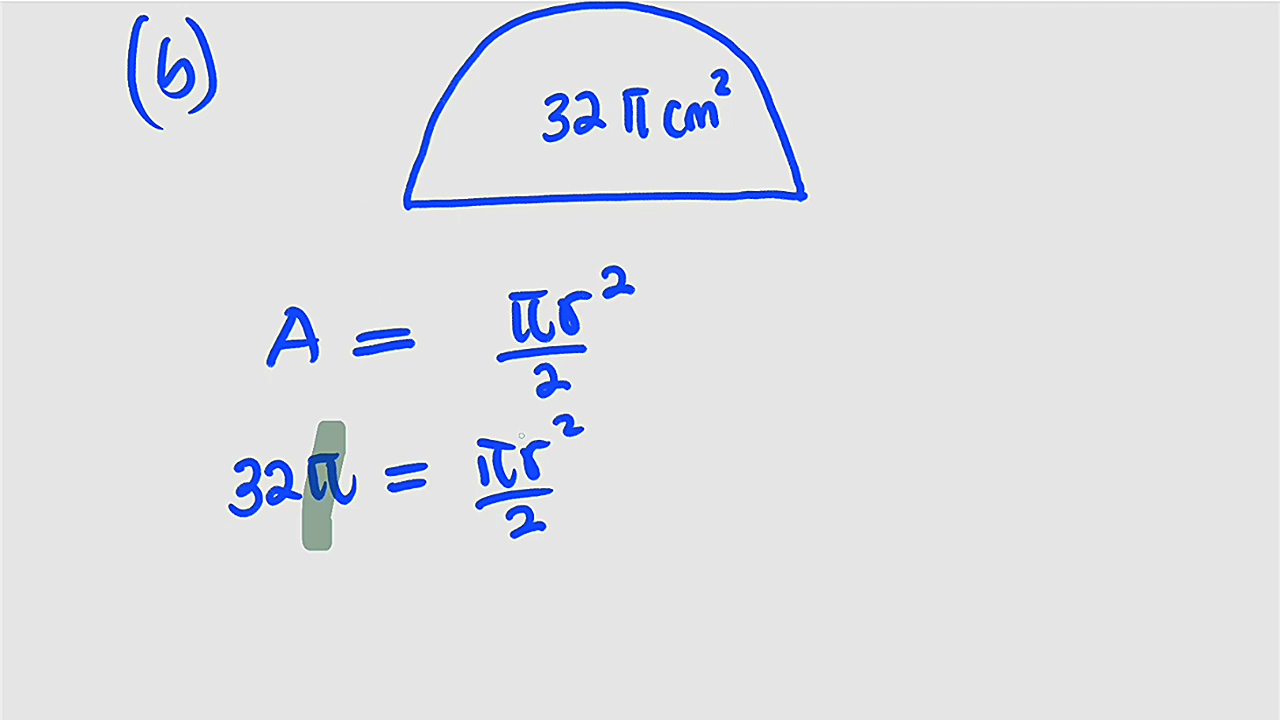 (b)
32 π cm²
A = πr²/2
32π = πr²/2